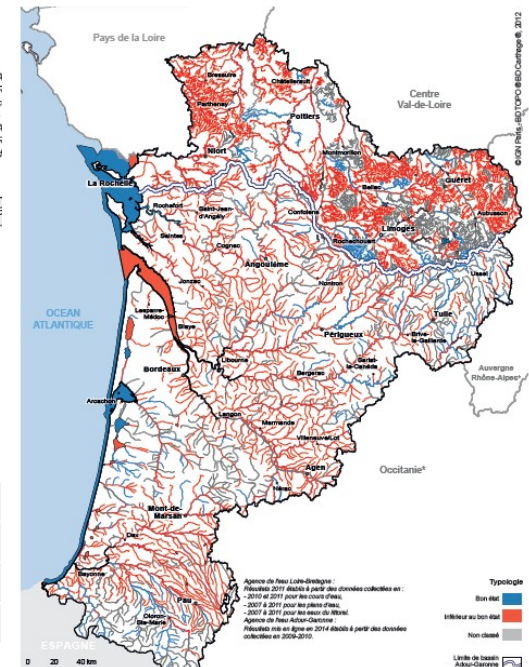 Pays de la Loire
© IGN Paris - BD TOPO ® BD Carthage ®, 2012
Bressuire
Châtellerault
Parthenay
Centre
Val-de-Loire
Poitiers
Niort
Montmorillon
La Rochelle
Bellac
Guéret
Rochefort
Saint-Jean-
d'Angély
Confolens
Limoges
Aubusson
Saintes
Cognac
Rochechouart
Angoulême
Ussel
Jonzac
Nontron
OCEAN
ATLANTIQUE
Lesparre-
Médoc
Blaye
Périgueux
Tulle
Brive-
la-Gaillarde
Libourne
Sarlat-
la-Canéda
Auvergne
Rhône-Alpes*
Bordeaux
Bergerac
Arcachon
Langon
Marmande
Villeneuve/Lot
Agen
Occitanie*
Nérac
Mont-de-
Marsan
Dax
Bayonne
Pau
Oloron-
Ste-Marie
ESPAGNE
0 20 40 km
Agence de l'eau Loire-Bretagne :
Résultats 2011 établis à partir des données collectées en :
- 2010 et 2011 pour les cours d'eau,
- 2007 à 2011 pour les plans d'eau,
- 2007 à 2011 pour les eaux du littoral.
Agence de l'eau Adour-Garonne :
Résultats mis en ligne en 2014 établis à partir des données
collectées en 2009-2010.
Typologie
Bon état
Inférieur au bon état
Non classé
Limite de bassin
Adour-Garonne